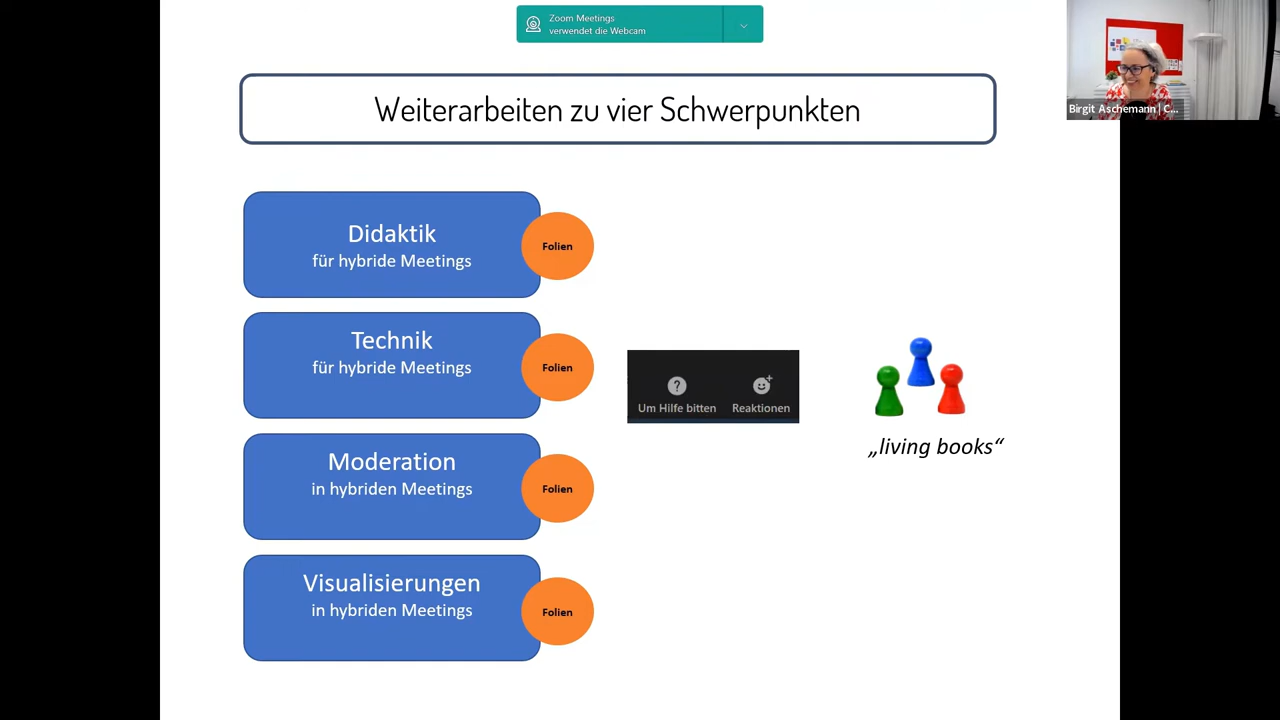 Zoom Meetings
verwendet die Webcam
Birgit Aschemann | C...
Weiterarbeiten zu vier Schwerpunkten
Didaktik
für hybride Meetings
Folien
Technik
für hybride Meetings
Folien
Um Hilfe bitten
Reaktionen
„living books“
Moderation
in hybriden Meetings
Folien
Visualisierungen
in hybriden Meetings
Folien